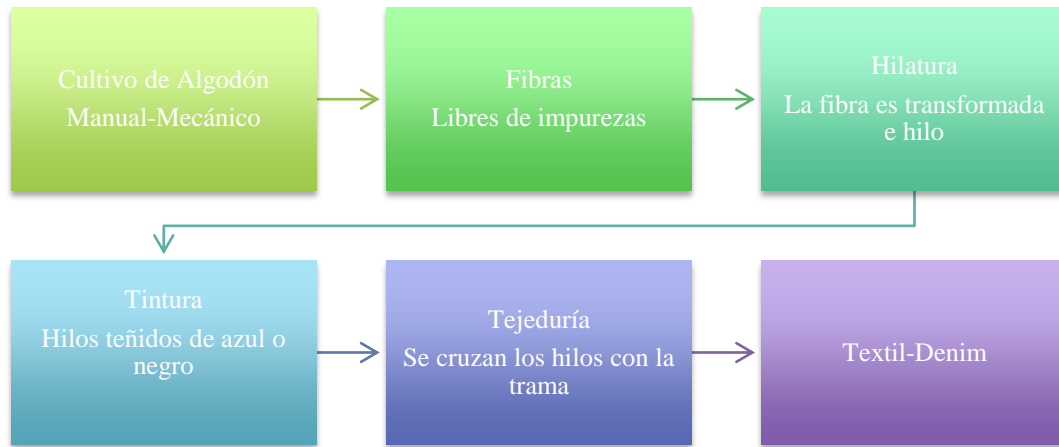 Cultivo de Algodón
Manual-Mecánico
Fibras
Libres de impurezas
Hilatura
La fibra es transformada
e hilo
Tintura
Hilos teñidos de azul o
negro
Tejeduría
Se cruzan los hilos con la
trama
Textil-Denim